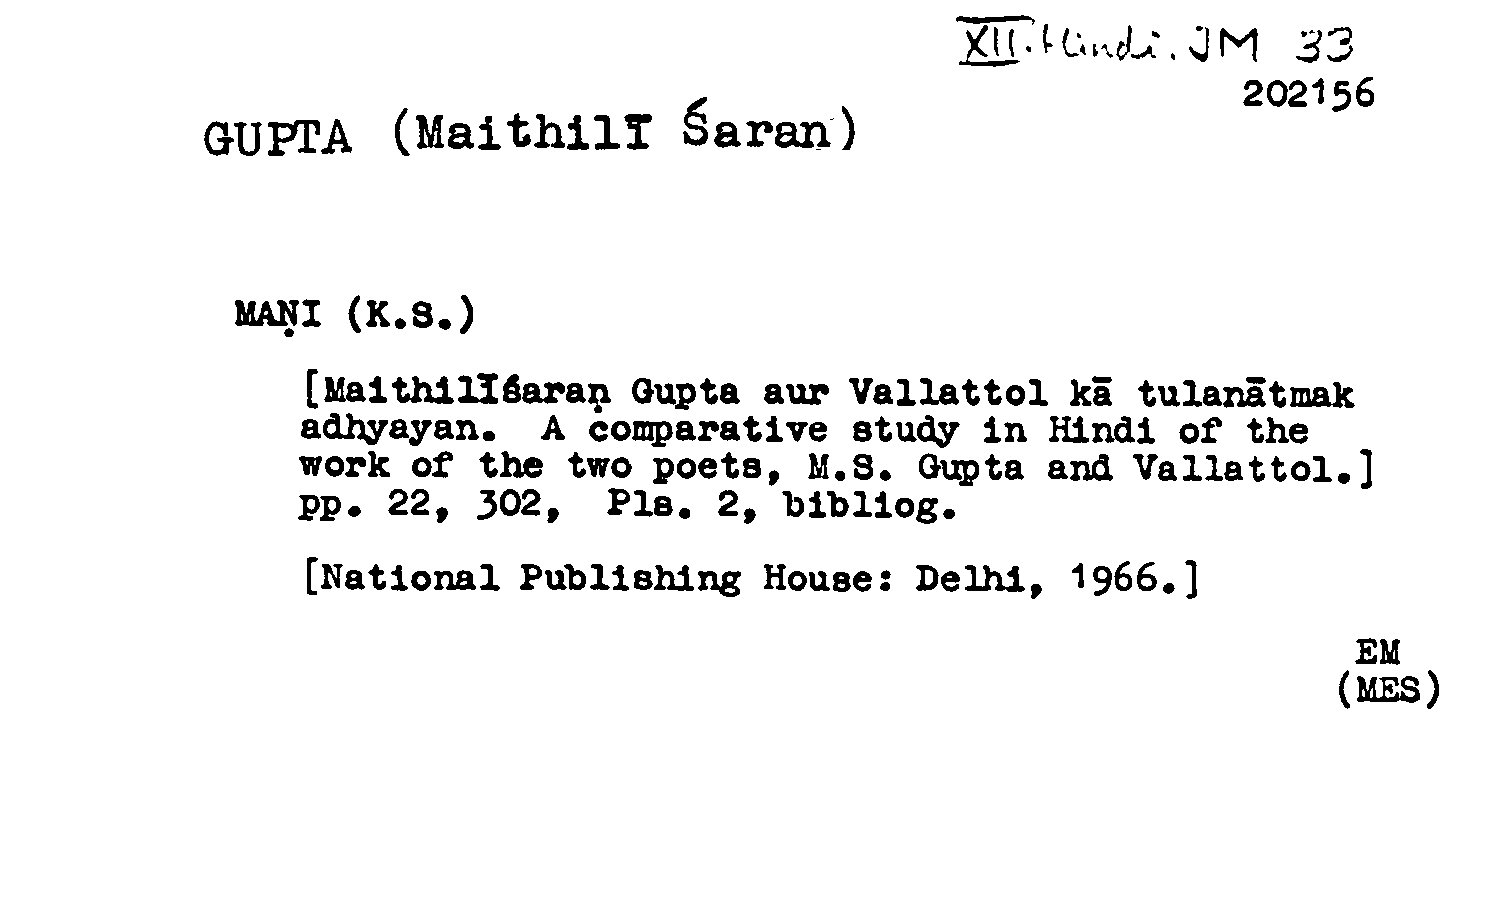 XII. Hindi. JM 33
202156
GUPTA (Maithilī Śaran)
MAṆI (K.S.)
[Maithilīśaraṇ Gupta aur Vallattol kā tulanātmak
adhyayan. A comparative study in Hindi of the
work of the two poets, M.S. Gupta and Vallattol.]
pp. 22, 302, Pls. 2, bibliog.
[National Publishing House: Delhi, 1966.]
EM
(MES)